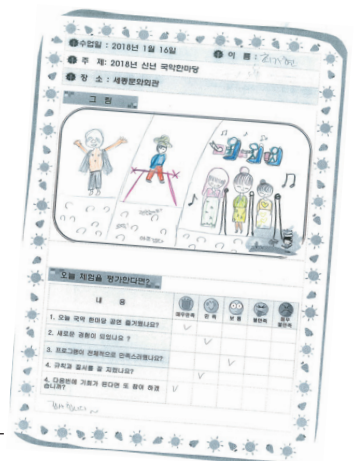 수업일 : 2018년 1월 16일
이 름 :
주 제: 2018년 신년 국악한마당
장 소 : 세종문화회관
그 림
오늘 체험을 평가한다면?
내 용
매우만족
만 족
보 통
불만족
매우
불만족
1. 오늘 국악 한마당 공연 즐거웠나요?
2. 새로운 경험이 되었나요 ?
3. 프로그램이 전체적으로 만족스러웠나요?
4. 규칙과 질서를 잘 지켰나요?
4. 다음번에 기회가 된다면 또 참여 하겠
습니까?